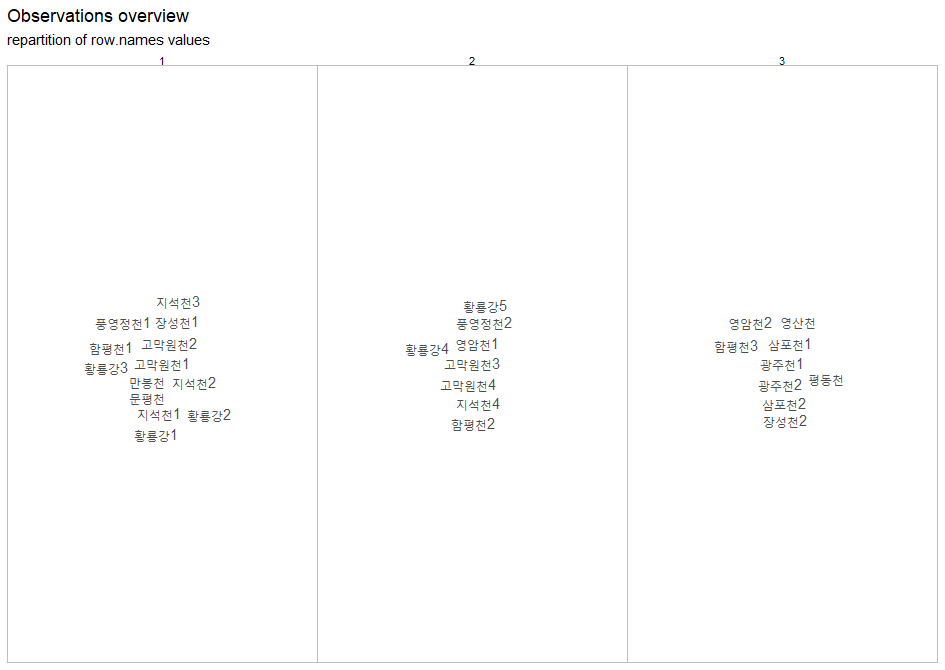 Observations overview
repartition of row.names values
1
2
3
지석천3
풍영정천1 장성천1
함평천1 고막원천2
황룡강3 고막원천1
만봉천 지석천2
문평천
지석천1 황룡강2
황룡강1
황룡강5
풍영정천2
황룡강4 영암천1
고막원천3
고막원천4
지석천4
함평천2
영암천2 영산천
함평천3 삼포천1
광주천1
광주천2 평동천
삼포천2
장성천2